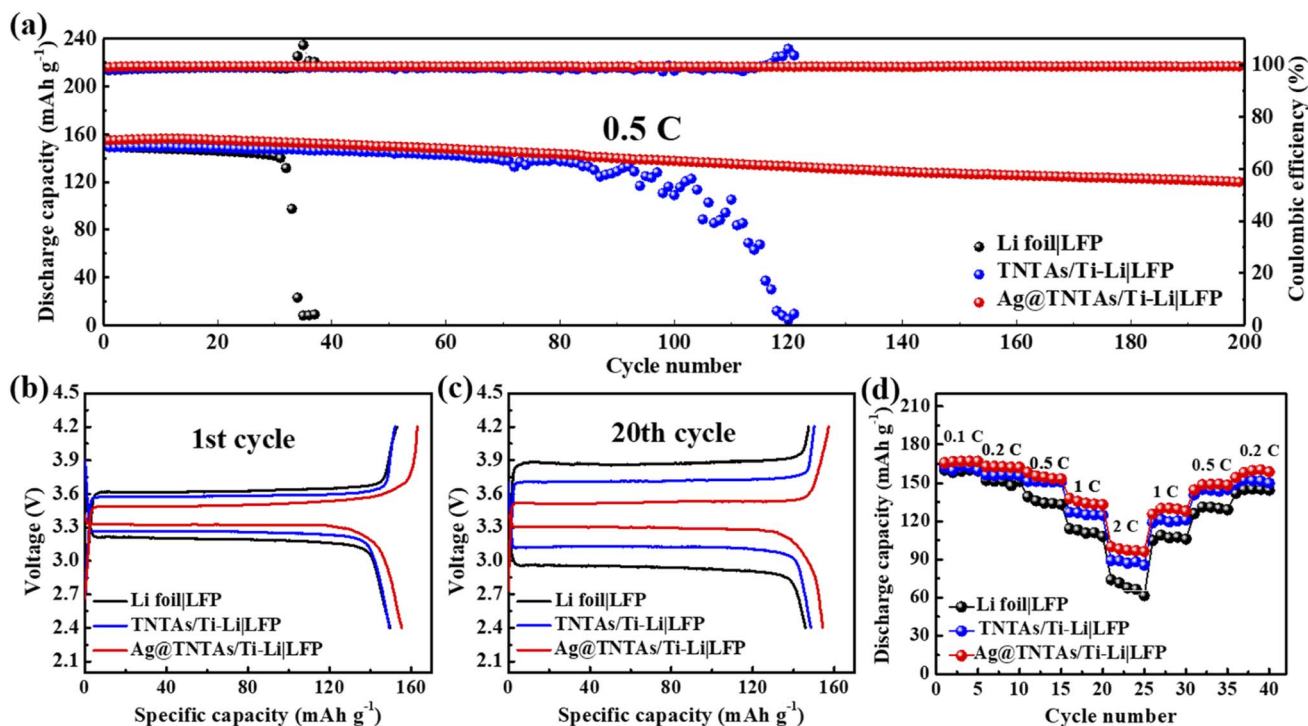 (a)
240
200
160
120
80
40
0
Discharge capacity (mAh g⁻¹)
0.5 C
Li foil|LFP
TNTAs/Ti-Li|LFP
Ag@TNTAs/Ti-Li|LFP
100
80
60
40
20
0
Coulombic efficiency (%)
0 20 40 60 80 100 120 140 160 180 200
Cycle number
(b)
4.5
4.2
3.9
3.6
3.3
3.0
2.7
2.4
2.1
Voltage (V)
1st cycle
Li foil|LFP
TNTAs/Ti-Li|LFP
Ag@TNTAs/Ti-Li|LFP
0 40 80 120 160
Specific capacity (mAh g⁻¹)
(c)
4.5
4.2
3.9
3.6
3.3
3.0
2.7
2.4
2.1
Voltage (V)
20th cycle
Li foil|LFP
TNTAs/Ti-Li|LFP
Ag@TNTAs/Ti-Li|LFP
0 40 80 120 160
Specific capacity (mAh g⁻¹)
(d)
210
180
150
120
90
60
30
0
Discharge capacity (mAh g⁻¹)
0.1 C
0.2 C
0.5 C
1 C
2 C
1 C
0.5 C
0.2 C
Li foil|LFP
TNTAs/Ti-Li|LFP
Ag@TNTAs/Ti-Li|LFP
0 5 10 15 20 25 30 35 40
Cycle number